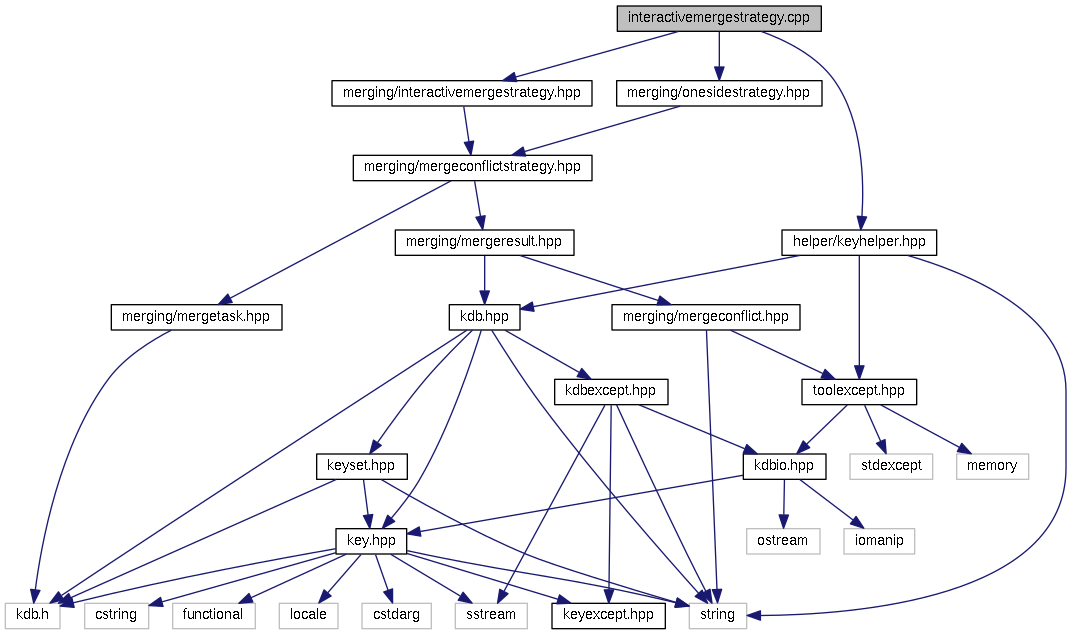 interactivemergestrategy.cpp
merging/interactivemergestrategy.hpp
merging/onesidestrategy.hpp
merging/mergeconflictstrategy.hpp
merging/mergeresult.hpp
helper/keyhelper.hpp
merging/mergetask.hpp
kdb.hpp
merging/mergeconflict.hpp
kdbexcept.hpp
toolexcept.hpp
keyset.hpp
kdbio.hpp
stdexcept
memory
key.hpp
ostream
iomanip
kdb.h
cstring
functional
locale
cstdarg
sstream
keyexcept.hpp
string